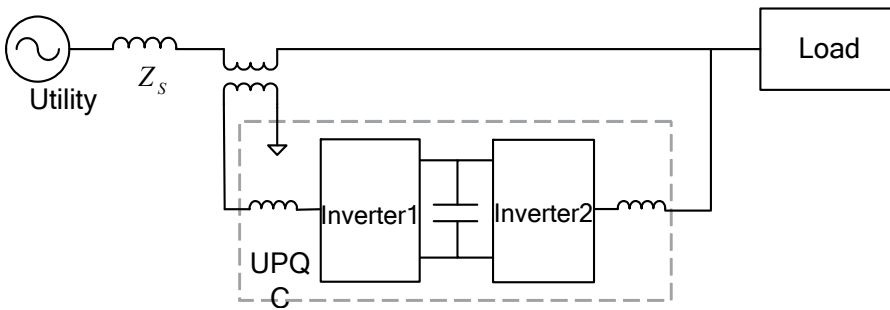 Load
Utility
Z_S
Inverter1
Inverter2
UPQ
C